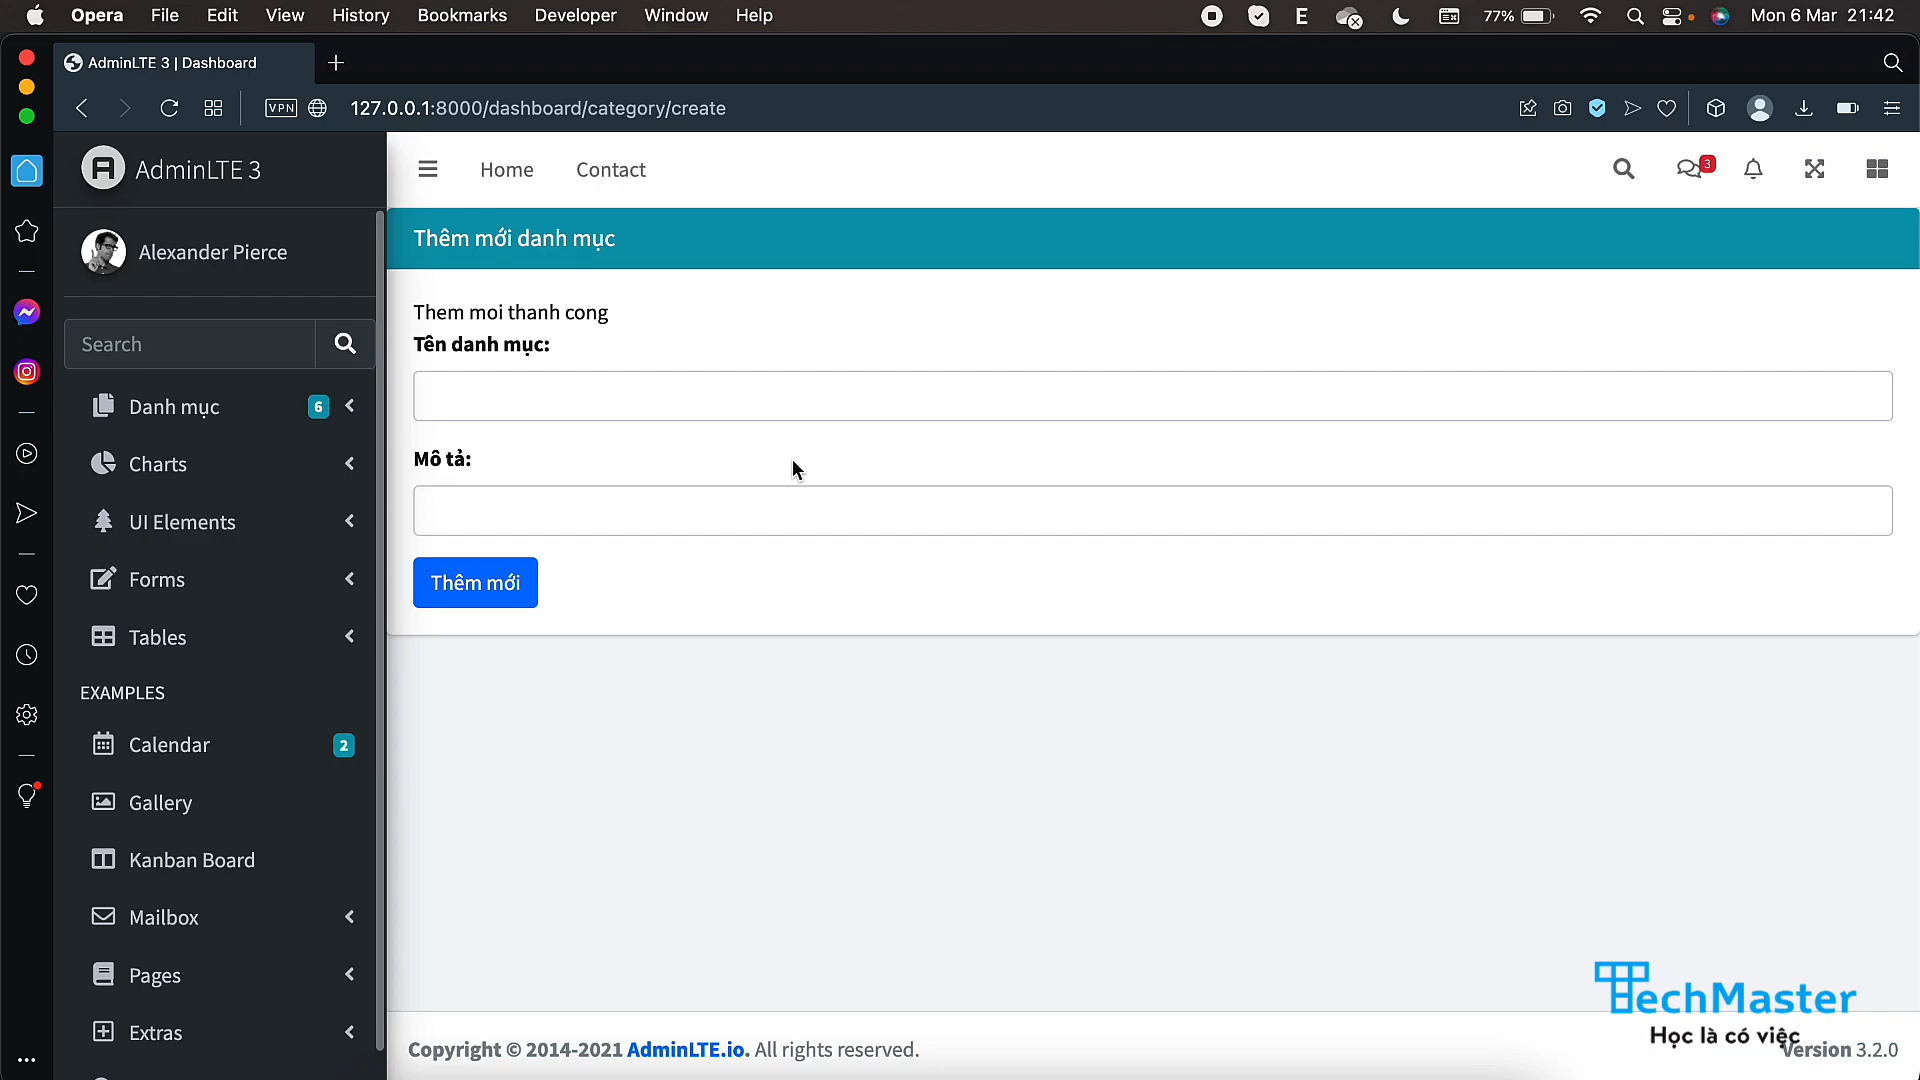 Opera File Edit View History Bookmarks Developer Window Help
E 77% Mon 6 Mar 21:42
AdminLTE 3 | Dashboard
VPN 127.0.0.1:8000/dashboard/category/create
AdminLTE 3
Home Contact
3
Alexander Pierce
Search
Danh mục 6
Charts
UI Elements
Forms
Tables
EXAMPLES
Calendar 2
Gallery
Kanban Board
Mailbox
Pages
Extras
Thêm mới danh mục
Them moi thanh cong
Tên danh mục:
Mô tả:
Thêm mới
TechMaster
Học là có việc
Copyright © 2014-2021 AdminLTE.io. All rights reserved.
Version 3.2.0